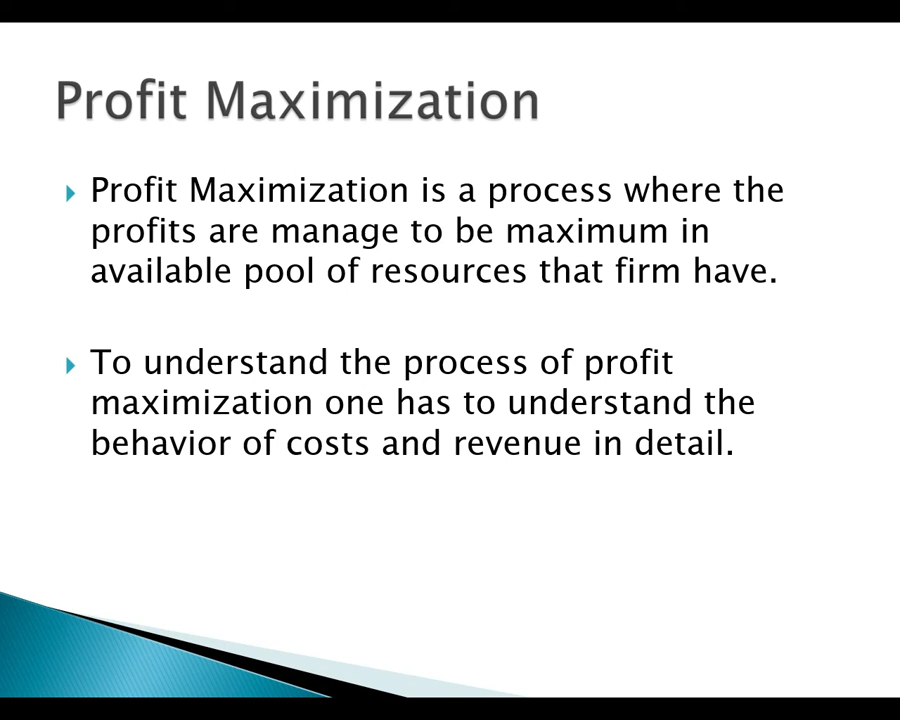 Profit Maximization
Profit Maximization is a process where the
profits are manage to be maximum in
available pool of resources that firm have.
To understand the process of profit
maximization one has to understand the
behavior of costs and revenue in detail.